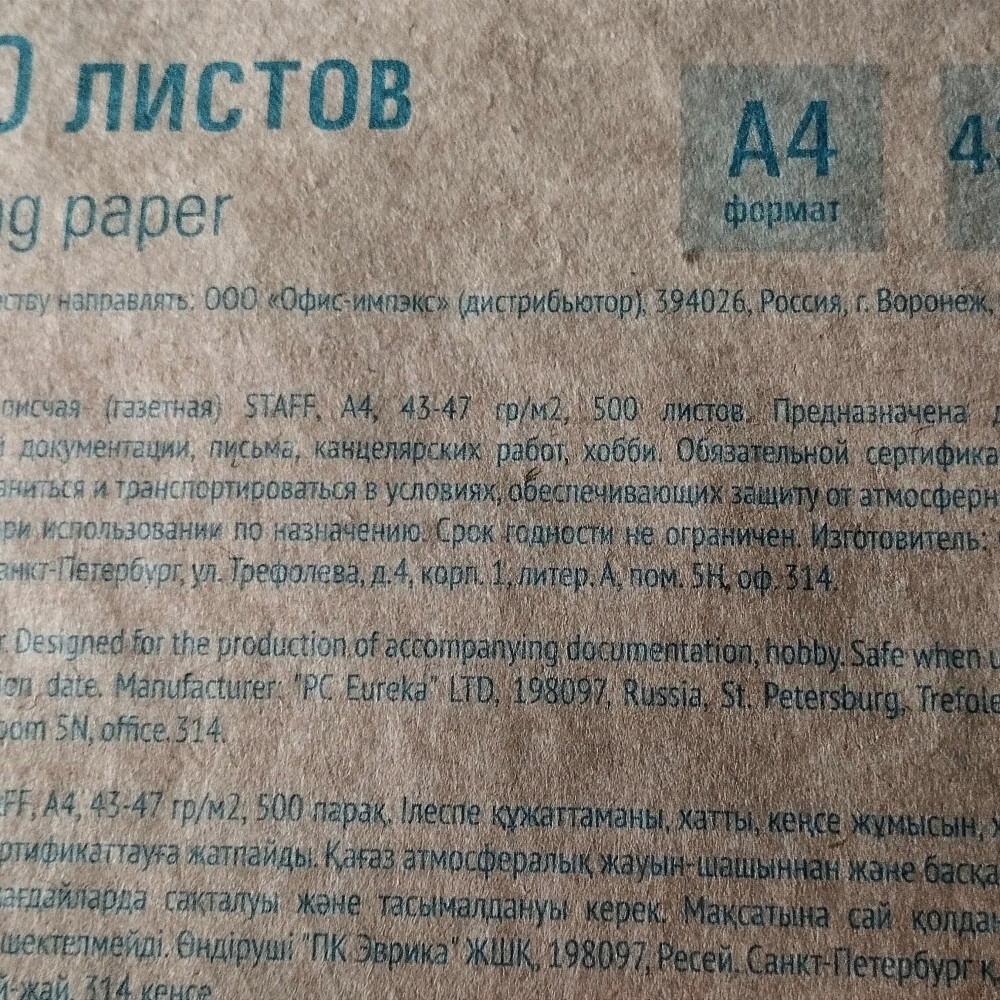 0 листов
А4
формат
ng paper
еству направлять: ООО «Офис-импэкс» (дистрибьютор), 394026, Россия, г. Воронеж,
писчая (газетная) STAFF, А4, 43-47 гр/м2, 500 листов. Предназначена
документации, письма, канцелярских работ, хобби. Обязательной сертифика
аниться и транспортироваться в условиях, обеспечивающих защиту от атмосферн
ри использовании по назначению. Срок годности не ограничен. Изготовитель:
анкт-Петербург, ул. Трефолева, д.4, корп. 1, литер. А, пом. 5Н, оф. 314.
r. Designed for the production of accompanying documentation, hobby. Safe when u
ion date. Manufacturer: "PC Eureka" LTD, 198097, Russia, St. Petersburg, Trefole
oom 5N, office. 314.
FF, А4, 43-47 гр/м2, 500 парақ. Ілеспе құжаттаманы, хатты, кеңсе жұмысын,
ртификаттауға жатпайды. Қағаз атмосфералық жауын-шашыннан және басқа
ағдайларда сақталуы және тасымалдануы керек. Мақсатына сай қолдан
шектелмейді. Өндіруші "ПК Эврика" ЖШҚ, 198097, Ресей. Санкт-Петербург қ
й-жай, 314 кеңсе